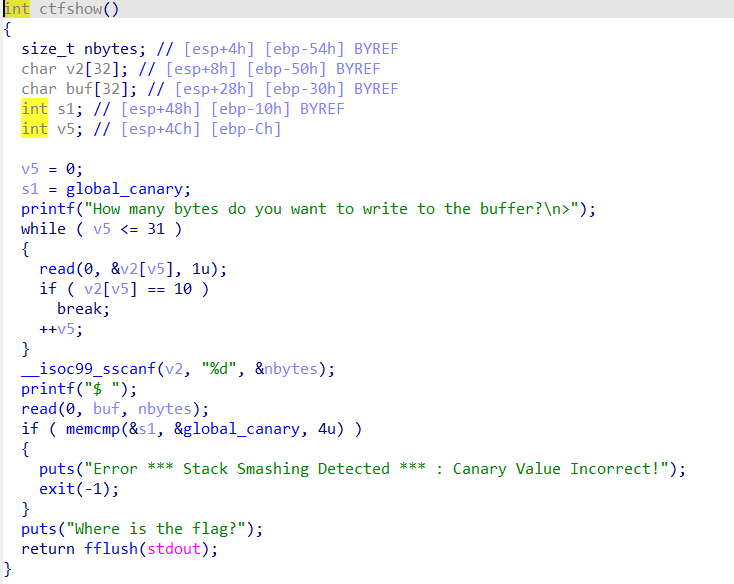 int ctfshow()
{
  size_t nbytes; // [esp+4h] [ebp-54h] BYREF
  char v2[32]; // [esp+8h] [ebp-50h] BYREF
  char buf[32]; // [esp+28h] [ebp-30h] BYREF
  int s1; // [esp+48h] [ebp-10h] BYREF
  int v5; // [esp+4Ch] [ebp-Ch]

  v5 = 0;
  s1 = global_canary;
  printf("How many bytes do you want to write to the buffer?\n>");
  while ( v5 <= 31 )
  {
    read(0, &v2[v5], 1u);
    if ( v2[v5] == 10 )
      break;
    ++v5;
  }
  __isoc99_sscanf(v2, "%d", &nbytes);
  printf("$ ");
  read(0, buf, nbytes);
  if ( memcmp(&s1, &global_canary, 4u) )
  {
    puts("Error *** Stack Smashing Detected *** : Canary Value Incorrect!");
    exit(-1);
  }
  puts("Where is the flag?");
  return fflush(stdout);
}